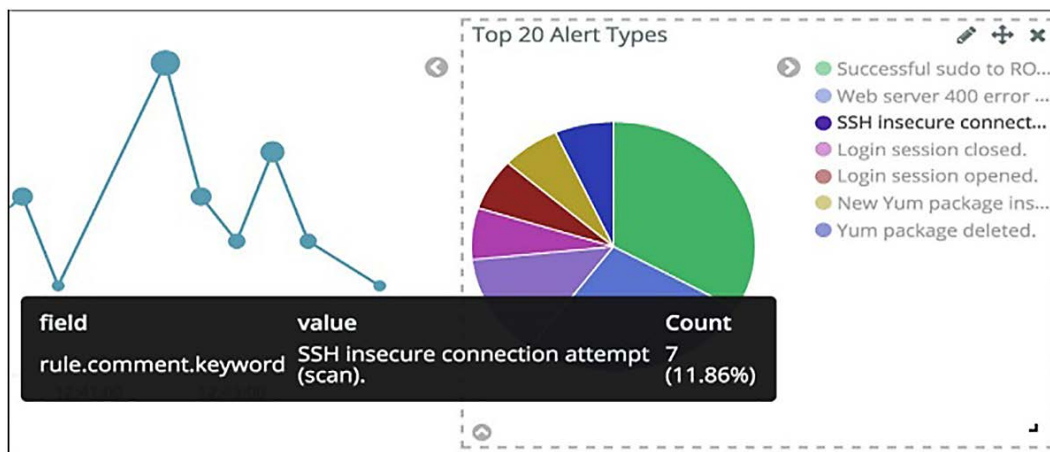 Top 20 Alert Types
Successful sudo to RO...
Web server 400 error ...
SSH insecure connect...
Login session closed.
Login session opened.
New Yum package ins...
Yum package deleted.
field value Count
rule.comment.keyword SSH insecure connection attempt (scan). 7 (11.86%)